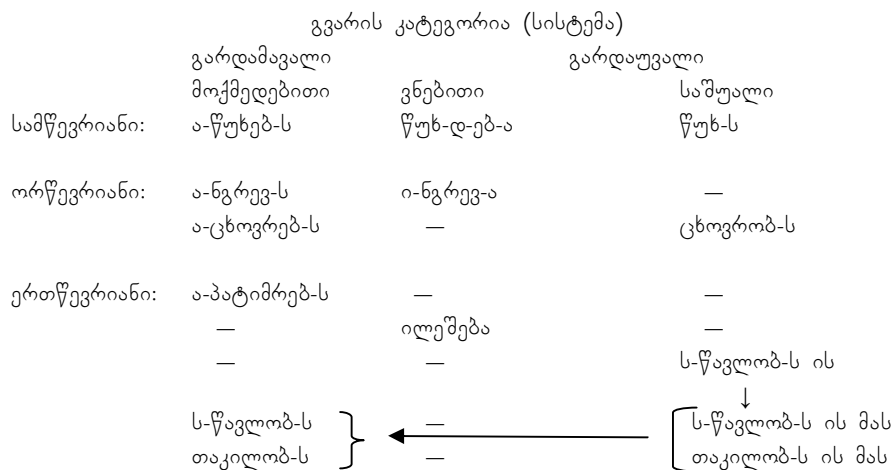 გვარის კატეგორია (სისტემა)
გარდამავალი გარდაუვალი
მოქმედებითი ვნებითი საშუალი
სამწევრიანი: ა-წუხებ-ს წუხ-დ-ებ-ა წუხ-ს
ორწევრიანი: ა-ნგრევ-ს ი-ნგრევ-ა —
ა-ცხოვრებ-ს — ცხოვრობ-ს
ერთწევრიანი: ა-პატიმრებ-ს — —
— ილეშება —
— — ს-წავლობ-ს ის
↓
ს-წავლობ-ს — ს-წავლობ-ს ის მას
თაკილობ-ს — თაკილობ-ს ის მას